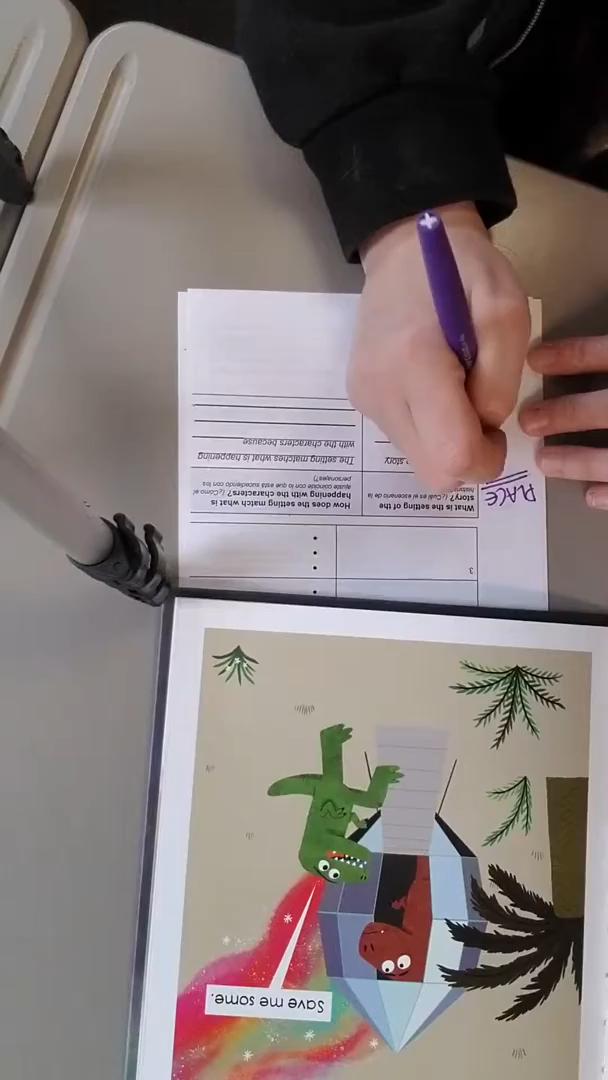 Save me some.
3
PLACE
What is the setting of the
story? (¿Cuál es el escenario de la
How does the setting match what is
happening with the characters? (¿Cómo el
ajuste coincide con lo que está sucediendo con los
personajes?)
story
The setting matches what is happening
with the characters because